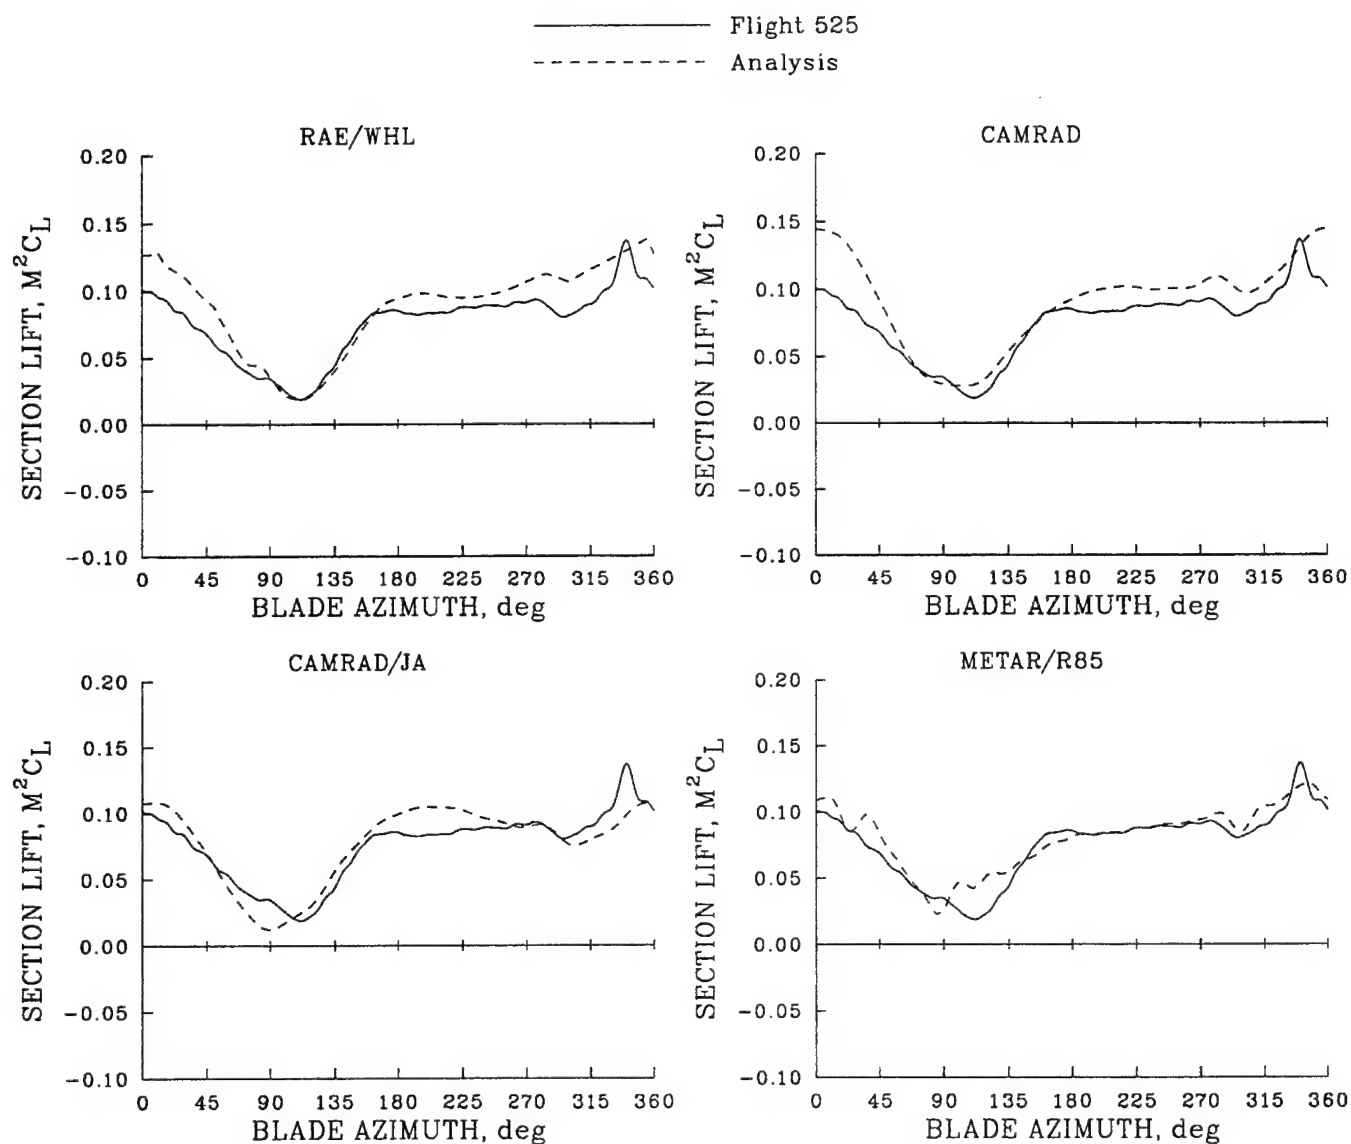 Flight 525
Analysis
RAE/WHL
0.20
0.15
0.10
0.05
0.00
−0.05
−0.10
SECTION LIFT, M²C_L
0 45 90 135 180 225 270 315 360
BLADE AZIMUTH, deg
CAMRAD
0.20
0.15
0.10
0.05
0.00
−0.05
−0.10
SECTION LIFT, M²C_L
0 45 90 135 180 225 270 315 360
BLADE AZIMUTH, deg
CAMRAD/JA
0.20
0.15
0.10
0.05
0.00
−0.05
−0.10
SECTION LIFT, M²C_L
0 45 90 135 180 225 270 315 360
BLADE AZIMUTH, deg
METAR/R85
0.20
0.15
0.10
0.05
0.00
−0.05
−0.10
SECTION LIFT, M²C_L
0 45 90 135 180 225 270 315 360
BLADE AZIMUTH, deg